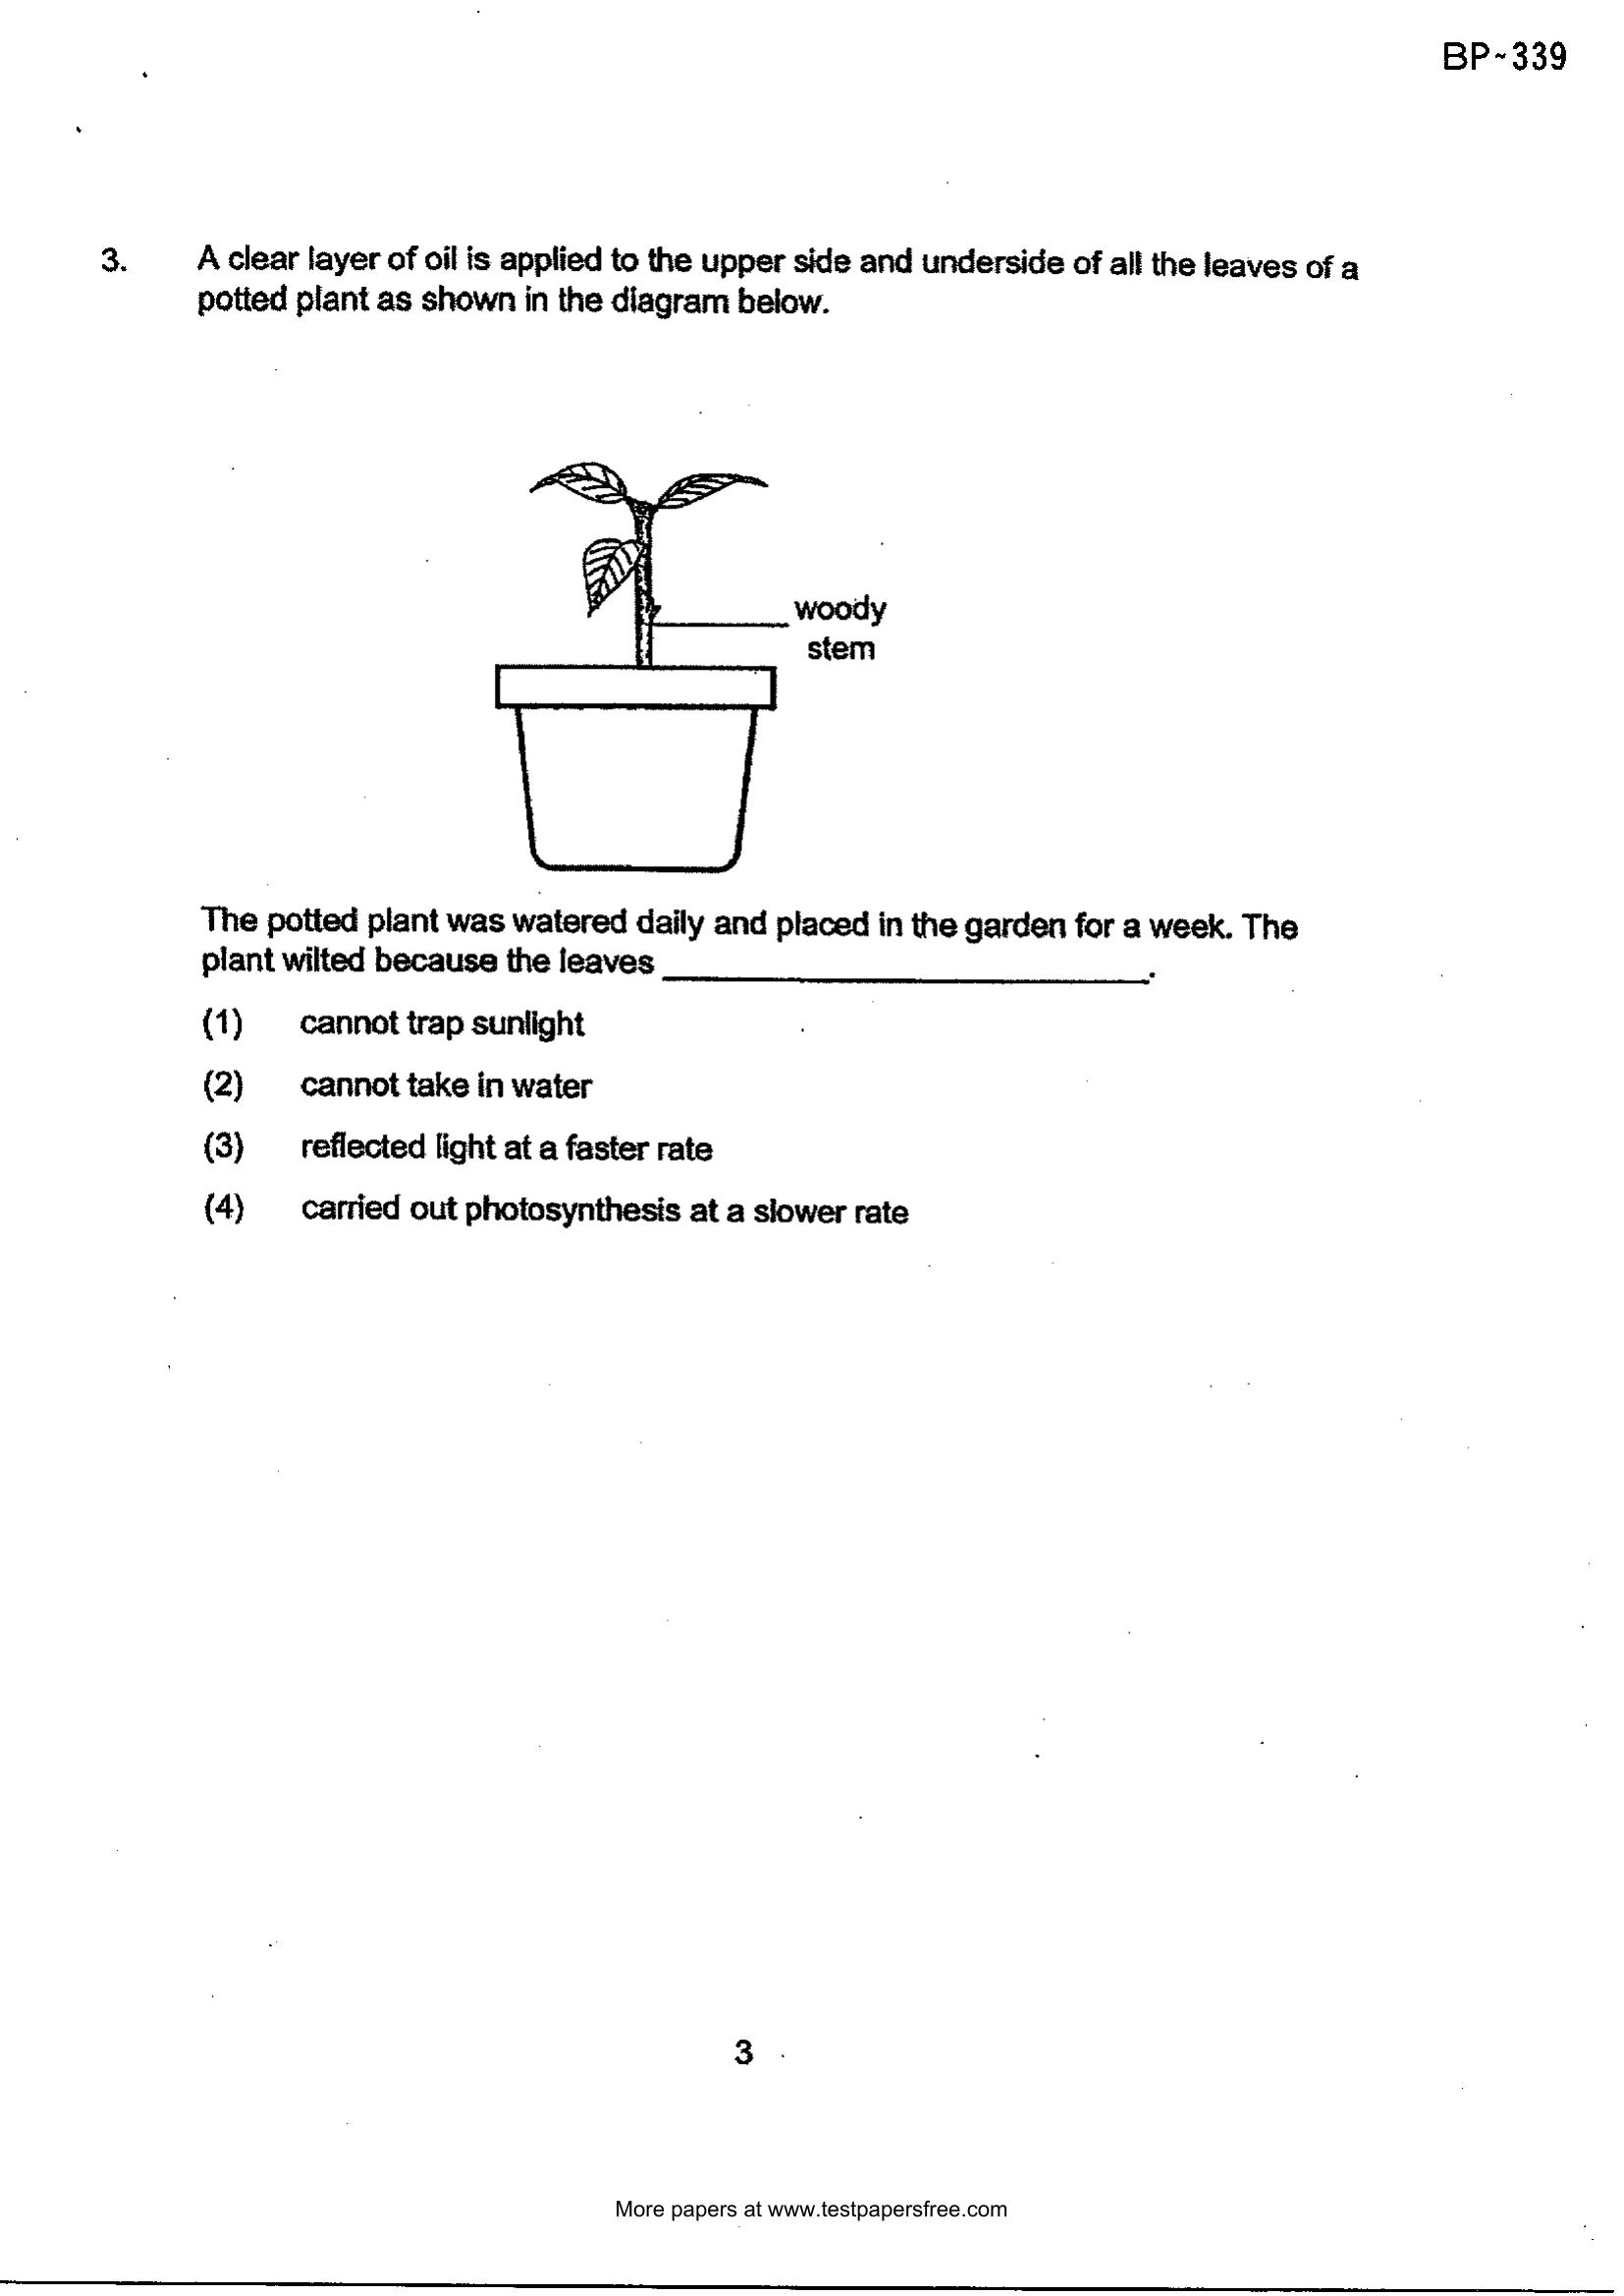 BP~339
3. A clear layer of oil is applied to the upper side and underside of all the leaves of a
potted plant as shown in the diagram below.
woody
stem
The potted plant was watered daily and placed in the garden for a week. The
plant wilted because the leaves ______________________.
(1) cannot trap sunlight
(2) cannot take in water
(3) reflected light at a faster rate
(4) carried out photosynthesis at a slower rate
3
More papers at www.testpapersfree.com